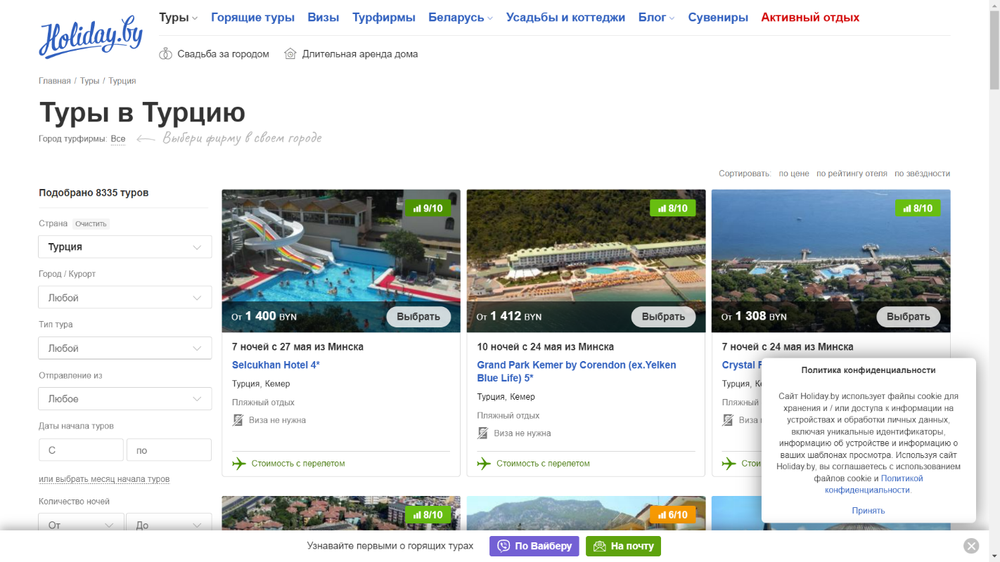 Holiday.by
Туры
Горящие туры
Визы
Турфирмы
Беларусь
Усадьбы и коттеджи
Блог
Сувениры
Активный отдых
Свадьба за городом
Длительная аренда дома
Главная / Туры / Турция
Туры в Турцию
Город турфирмы: Все
Выбери фирму в своем городе
Сортировать: по цене по рейтингу отеля по звёздности
Подобрано 8335 туров
Страна Очистить
Турция
Город / Курорт
Любой
Тип тура
Любой
Отправление из
Любое
Даты начала туров
С по
или выбрать месяц начала туров
Количество ночей
От До
9/10
От 1 400 BYN
Выбрать
7 ночей с 27 мая из Минска
Selcukhan Hotel 4*
Турция, Кемер
Пляжный отдых
Виза не нужна
Стоимость с перелетом
8/10
От 1 412 BYN
Выбрать
10 ночей с 24 мая из Минска
Grand Park Kemer by Corendon (ex.Yelken
Blue Life) 5*
Турция, Кемер
Пляжный отдых
Виза не нужна
Стоимость с перелетом
8/10
От 1 308 BYN
Выбрать
7 ночей с 24 мая из Минска
Crystal
Турция,
Пляжный
Виза
8/10
6/10
Политика конфиденциальности
Сайт Holiday.by использует файлы cookie для
хранения и / или доступа к информации на
устройствах и обработки личных данных,
включая уникальные идентификаторы,
информацию об устройстве и информацию о
ваших шаблонах просмотра. Используя сайт
Holiday.by, вы соглашаетесь с использованием
файлов cookie и Политикой
конфиденциальности.
Принять
Узнавайте первыми о горящих турах
По Вайберу
На почту